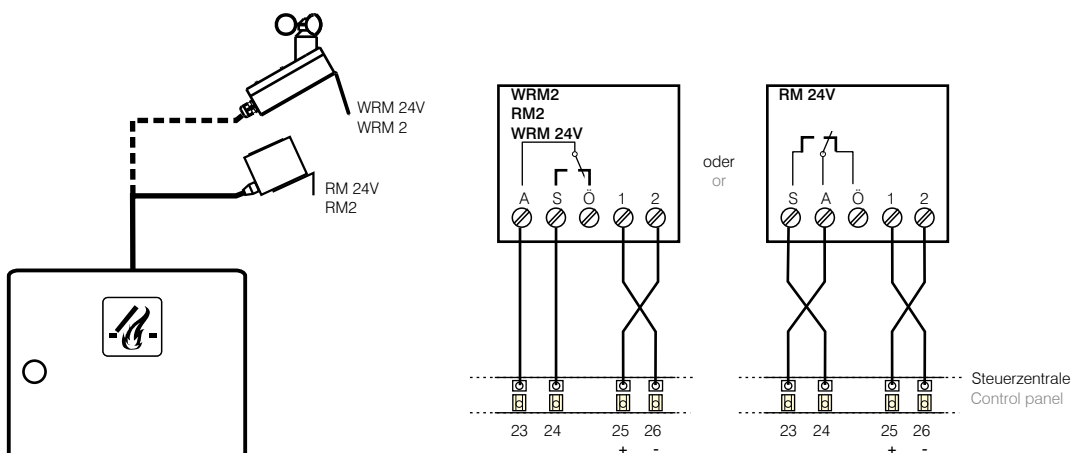 WRM 24V
WRM 2
RM 24V
RM2
WRM2
RM2
WRM 24V
A S Ö 1 2
23 24 25 26
+ -
oder
or
RM 24V
S A Ö 1 2
23 24 25 26
+ -
Steuerzentrale
Control panel